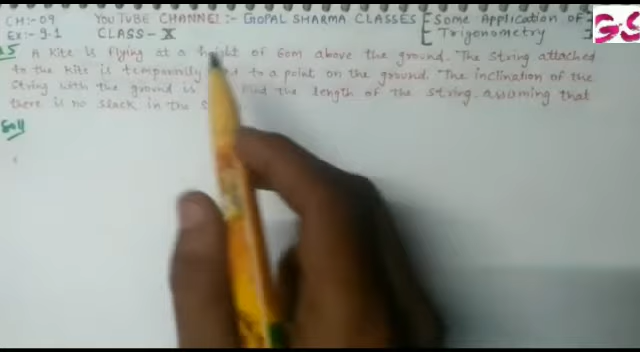 CH:- 09 YOUTUBE CHANNEL:- GOPAL SHARMA CLASSES [Some Application of
Ex:- 9.1 CLASS- X Trigonometry]
G-S
5 A Kite is flying at a height of 60m above the ground. The string attached
to the kite is temporarily to a point on the ground. The inclination of the
string with the ground is the length of the string, assuming that
there is no slack in the
Sol